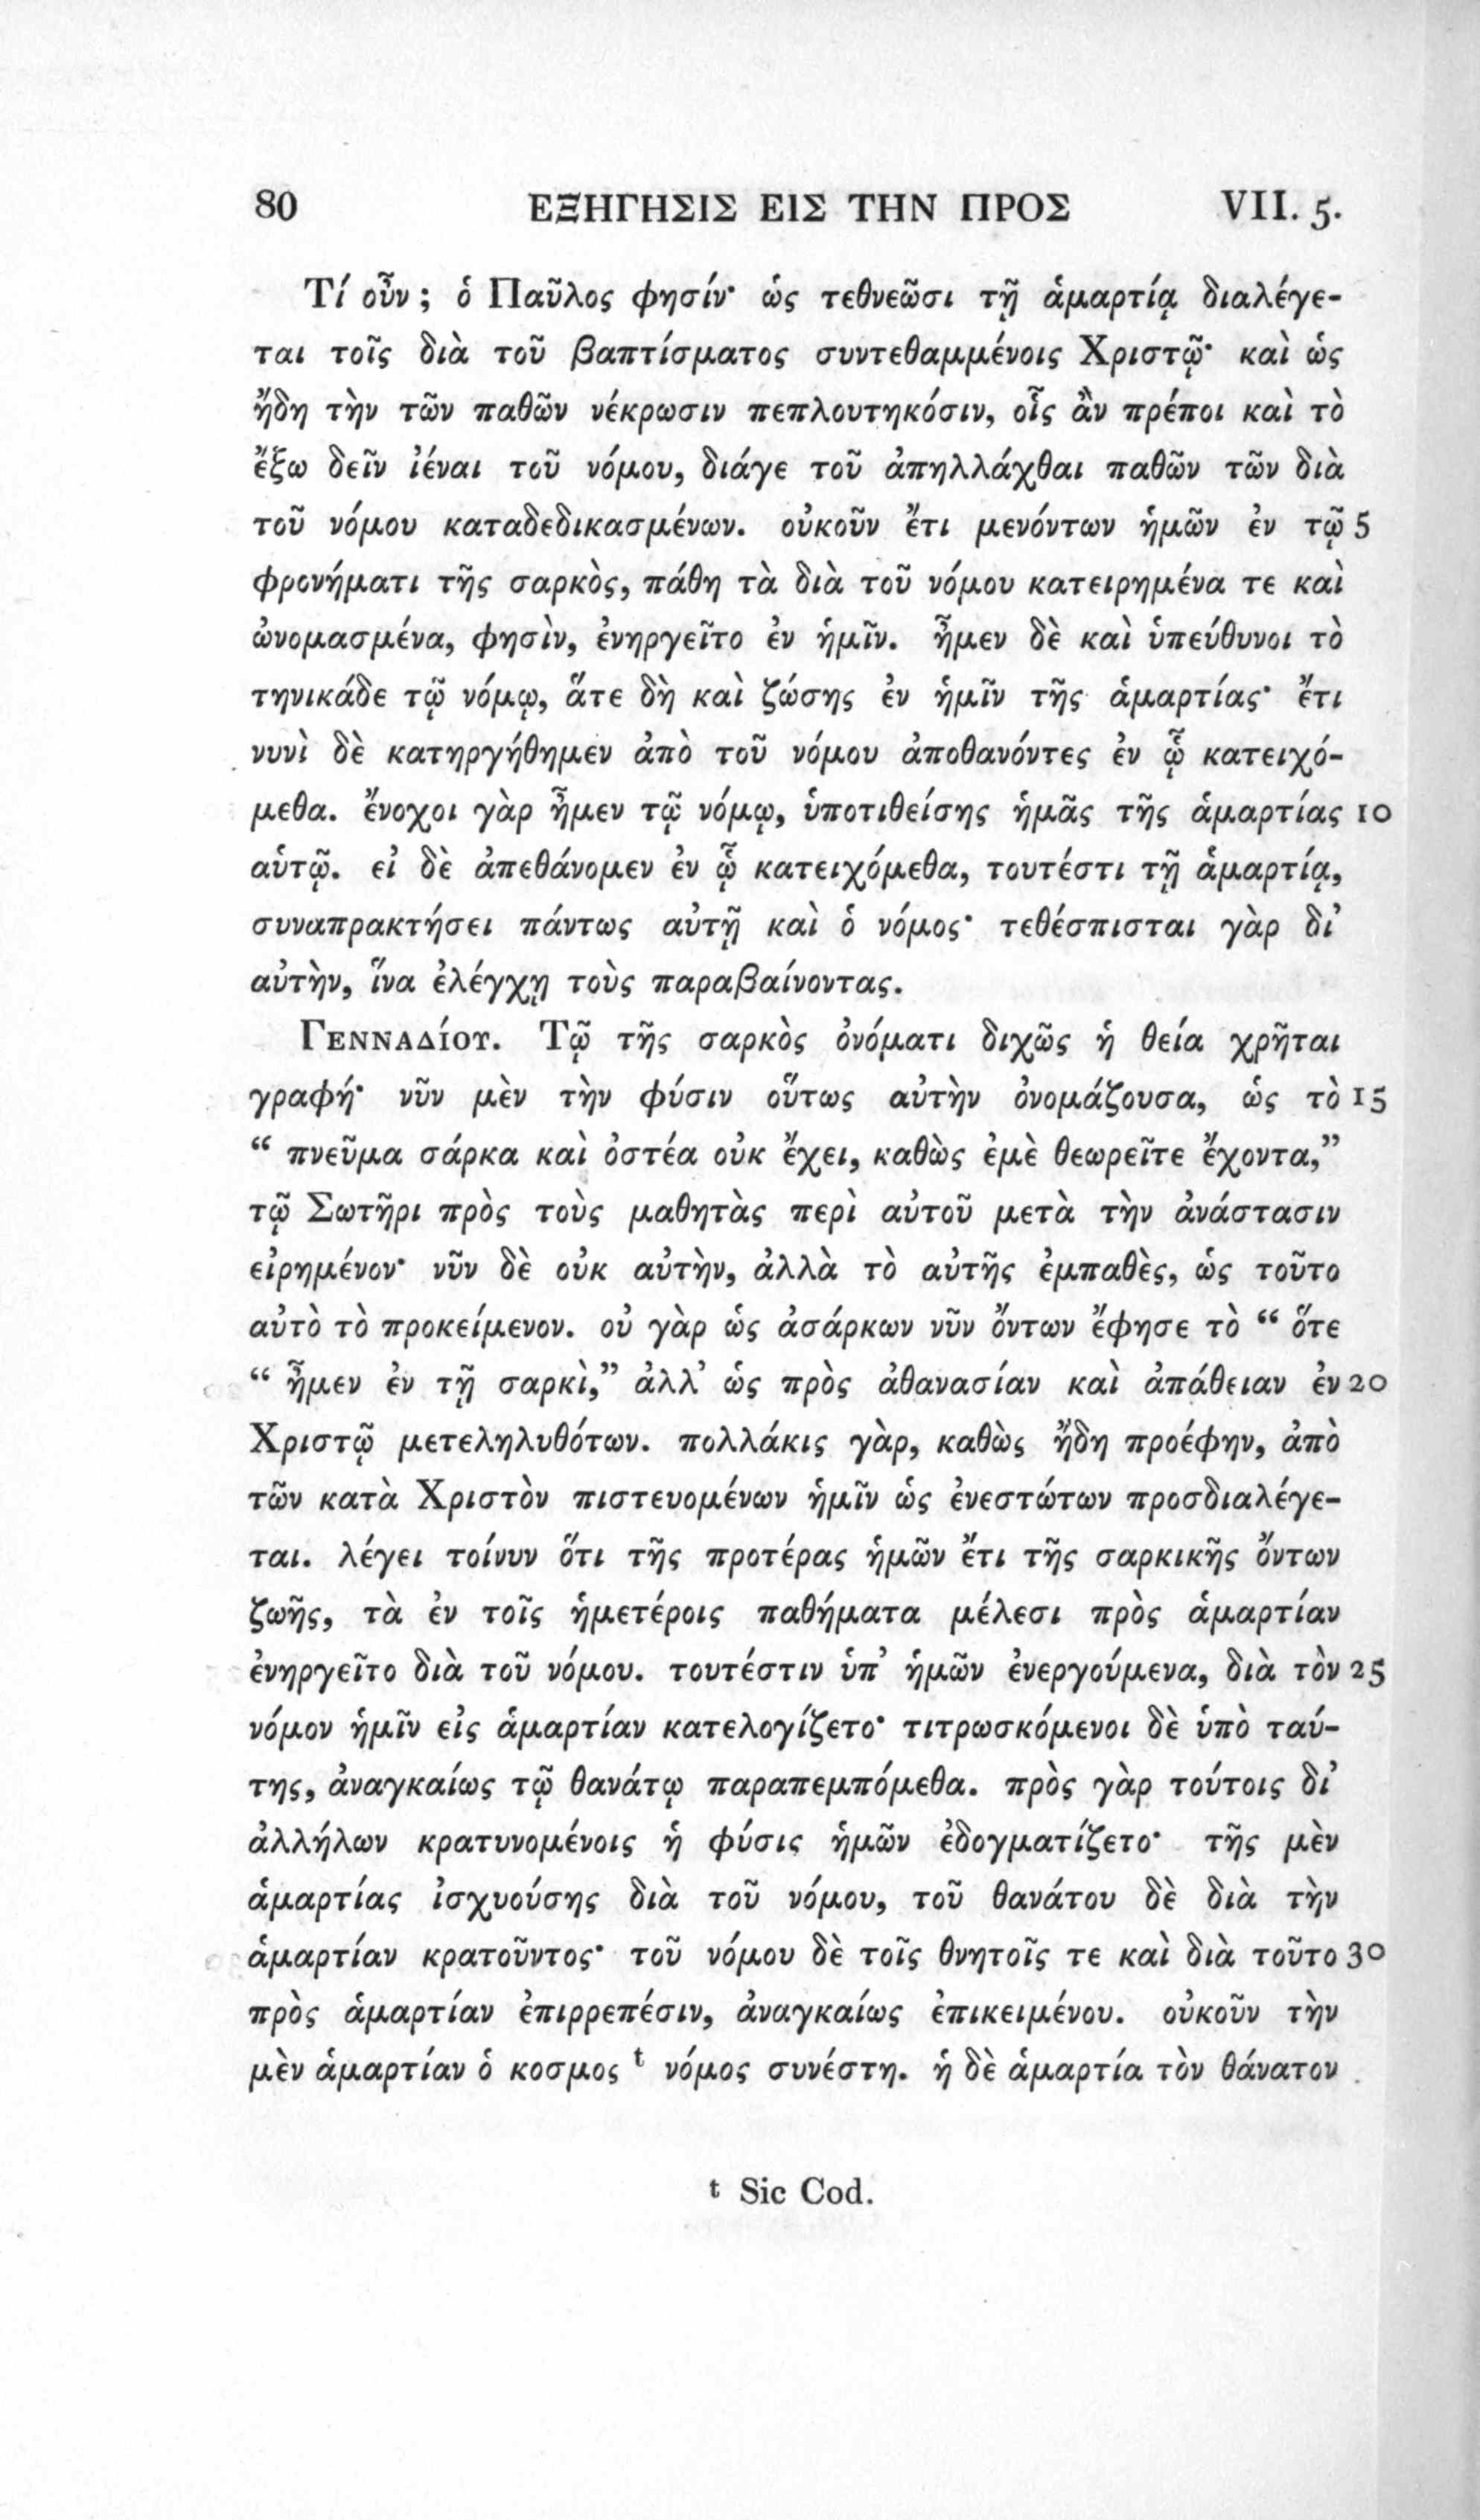 80 ΕΞΗΓΗΣΙΣ ΕΙΣ ΤΗΝ ΠΡΟΣ VII. 5.
Τί οὖν; ὁ Παῦλος φησίν· ὡς τεθνεῶσι τῇ ἁμαρτίᾳ διαλέγε-
ται τοῖς διὰ τοῦ βαπτίσματος συντεθαμμένοις Χριστῷ· καὶ ὡς
ἤδη τὴν τῶν παθῶν νέκρωσιν πεπλουτηκόσιν, οἷς ἂν πρέποι καὶ τὸ
ἔξω δεῖν ἰέναι τοῦ νόμου, διάγε τοῦ ἀπηλλάχθαι παθῶν τῶν διὰ
τοῦ νόμου καταδεδικασμένων. οὐκοῦν ἔτι μενόντων ἡμῶν ἐν τῷ 5
φρονήματι τῆς σαρκὸς, πάθη τὰ διὰ τοῦ νόμου κατειρημένα τε καὶ
ὠνομασμένα, φησὶν, ἐνηργεῖτο ἐν ἡμῖν. ἦμεν δὲ καὶ ὑπεύθυνοι τὸ
τηνικάδε τῷ νόμῳ, ἅτε δὴ καὶ ζώσης ἐν ἡμῖν τῆς ἁμαρτίας· ἔτι
νυνὶ δὲ κατηργήθημεν ἀπὸ τοῦ νόμου ἀποθανόντες ἐν ᾧ κατειχό-
μεθα. ἔνοχοι γὰρ ἦμεν τῷ νόμῳ, ὑποτιθείσης ἡμᾶς τῆς ἁμαρτίας 10
αὐτῷ. εἰ δὲ ἀπεθάνομεν ἐν ᾧ κατειχόμεθα, τουτέστι τῇ ἁμαρτίᾳ,
συναπρακτήσει πάντως αὐτῇ καὶ ὁ νόμος· τεθέσπισται γὰρ δι’
αὐτὴν, ἵνα ἐλέγχῃ τοὺς παραβαίνοντας.
Γενναδίου. Τῷ τῆς σαρκὸς ὀνόματι διχῶς ἡ θεία χρῆται
γραφή· νῦν μὲν τὴν φύσιν οὕτως αὐτὴν ὀνομάζουσα, ὡς τὸ 15
“ πνεῦμα σάρκα καὶ ὀστέα οὐκ ἔχει, καθὼς ἐμὲ θεωρεῖτε ἔχοντα,”
τῷ Σωτῆρι πρὸς τοὺς μαθητὰς περὶ αὐτοῦ μετὰ τὴν ἀνάστασιν
εἰρημένον· νῦν δὲ οὐκ αὐτὴν, ἀλλὰ τὸ αὐτῆς ἐμπαθὲς, ὡς τοῦτο
αὐτὸ τὸ προκείμενον. οὐ γὰρ ὡς ἀσάρκων νῦν ὄντων ἔφησε τὸ “ ὅτε
“ ἦμεν ἐν τῇ σαρκὶ,” ἀλλ’ ὡς πρὸς ἀθανασίαν καὶ ἀπάθειαν ἐν 20
Χριστῷ μετεληλυθότων. πολλάκις γὰρ, καθὼς ἤδη προέφην, ἀπὸ
τῶν κατὰ Χριστὸν πιστευομένων ἡμῖν ὡς ἐνεστώτων προσδιαλέγε-
ται. λέγει τοίνυν ὅτι τῆς προτέρας ἡμῶν ἔτι τῆς σαρκικῆς ὄντων
ζωῆς, τὰ ἐν τοῖς ἡμετέροις παθήματα μέλεσι πρὸς ἁμαρτίαν
ἐνηργεῖτο διὰ τοῦ νόμου. τουτέστιν ὑπ’ ἡμῶν ἐνεργούμενα, διὰ τὸν 25
νόμον ἡμῖν εἰς ἁμαρτίαν κατελογίζετο· τιτρωσκόμενοι δὲ ὑπὸ ταύ-
της, ἀναγκαίως τῷ θανάτῳ παραπεμπόμεθα. πρὸς γὰρ τούτοις δι’
ἀλλήλων κρατυνομένοις ἡ φύσις ἡμῶν ἐδογματίζετο· τῆς μὲν
ἁμαρτίας ἰσχυούσης διὰ τοῦ νόμου, τοῦ θανάτου δὲ διὰ τὴν
ἁμαρτίαν κρατοῦντος· τοῦ νόμου δὲ τοῖς θνητοῖς τε καὶ διὰ τοῦτο 30
πρὸς ἁμαρτίαν ἐπιρρεπέσιν, ἀναγκαίως ἐπικειμένου. οὐκοῦν τὴν
μὲν ἁμαρτίαν ὁ κοσμος t νόμος συνέστη. ἡ δὲ ἁμαρτία τὸν θάνατον
t Sic Cod.